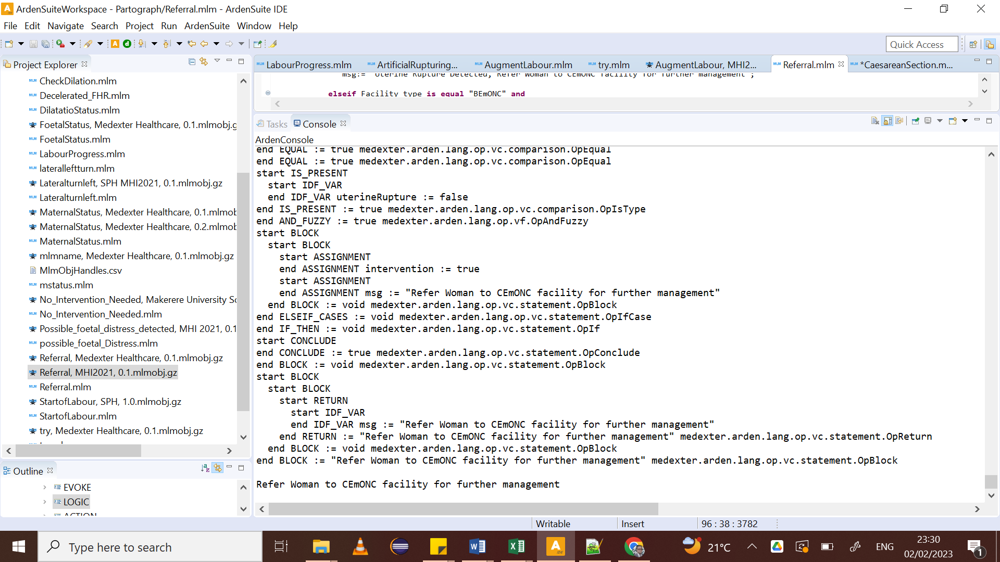 ArdenSuiteWorkspace - Partograph/Referral.mlm - ArdenSuite IDE
File Edit Navigate Search Project Run ArdenSuite Window Help
Quick Access
Project Explorer
CheckDilation.mlm
Decelerated_FHR.mlm
DilatatioStatus.mlm
FoetalStatus, Medexter Healthcare, 0.1.mlmobj.g
FoetalStatus.mlm
LabourProgress.mlm
lateralleftturn.mlm
Lateralturnleft, SPH MHI2021, 0.1.mlmobj.gz
Lateralturnleft.mlm
MaternalStatus, Medexter Healthcare, 0.1.mlmob
MaternalStatus, Medexter Healthcare, 0.2.mlmob
MaternalStatus.mlm
mlmname, Medexter Healthcare, 0.1.mlmobj.gz
MlmObjHandles.csv
mstatus.mlm
No_Intervention_Needed, Makerere University Sc
No_Intervention_Needed.mlm
Possible_foetal_distress_detected, MHI 2021, 0.1
possible_foetal_Distress.mlm
Referral, Medexter Healthcare, 0.1.mlmobj.gz
Referral, MHI2021, 0.1.mlmobj.gz
Referral.mlm
StartofLabour, SPH, 1.0.mlmobj.gz
StartofLabour.mlm
try, Medexter Healthcare, 0.1.mlmobj.gz
Outline
EVOKE
LOGIC
ACTION
LabourProgress.mlm ArtificialRupturing... AugmentLabour.mlm try.mlm AugmentLabour, MHI2... Referral.mlm *CaesareanSection.m...
msg:= "Uterine Rupture Detected, Refer Woman to CEmONC facility for further management";
elseif Facility_type is equal "BEmONC" and
Tasks Console
ArdenConsole
end EQUAL := true medexter.arden.lang.op.vc.comparison.OpEqual
end EQUAL := true medexter.arden.lang.op.vc.comparison.OpEqual
start IS_PRESENT
start IDF_VAR
end IDF_VAR uterineRupture := false
end IS_PRESENT := true medexter.arden.lang.op.vc.comparison.OpIsType
end AND_FUZZY := true medexter.arden.lang.op.vf.OpAndFuzzy
start BLOCK
start BLOCK
start ASSIGNMENT
end ASSIGNMENT intervention := true
start ASSIGNMENT
end ASSIGNMENT msg := "Refer Woman to CEmONC facility for further management"
end BLOCK := void medexter.arden.lang.op.vc.statement.OpBlock
end ELSEIF_CASES := void medexter.arden.lang.op.vc.statement.OpIfCase
end IF_THEN := void medexter.arden.lang.op.vc.statement.OpIf
start CONCLUDE
end CONCLUDE := true medexter.arden.lang.op.vc.statement.OpConclude
end BLOCK := void medexter.arden.lang.op.vc.statement.OpBlock
start BLOCK
start BLOCK
start RETURN
start IDF_VAR
end IDF_VAR msg := "Refer Woman to CEmONC facility for further management"
end RETURN := "Refer Woman to CEmONC facility for further management" medexter.arden.lang.op.vc.statement.OpReturn
end BLOCK := void medexter.arden.lang.op.vc.statement.OpBlock
end BLOCK := "Refer Woman to CEmONC facility for further management" medexter.arden.lang.op.vc.statement.OpBlock
Refer Woman to CEmONC facility for further management
Writable Insert 96 : 38 : 3782
Type here to search
21°C
ENG
23:30
02/02/2023
1